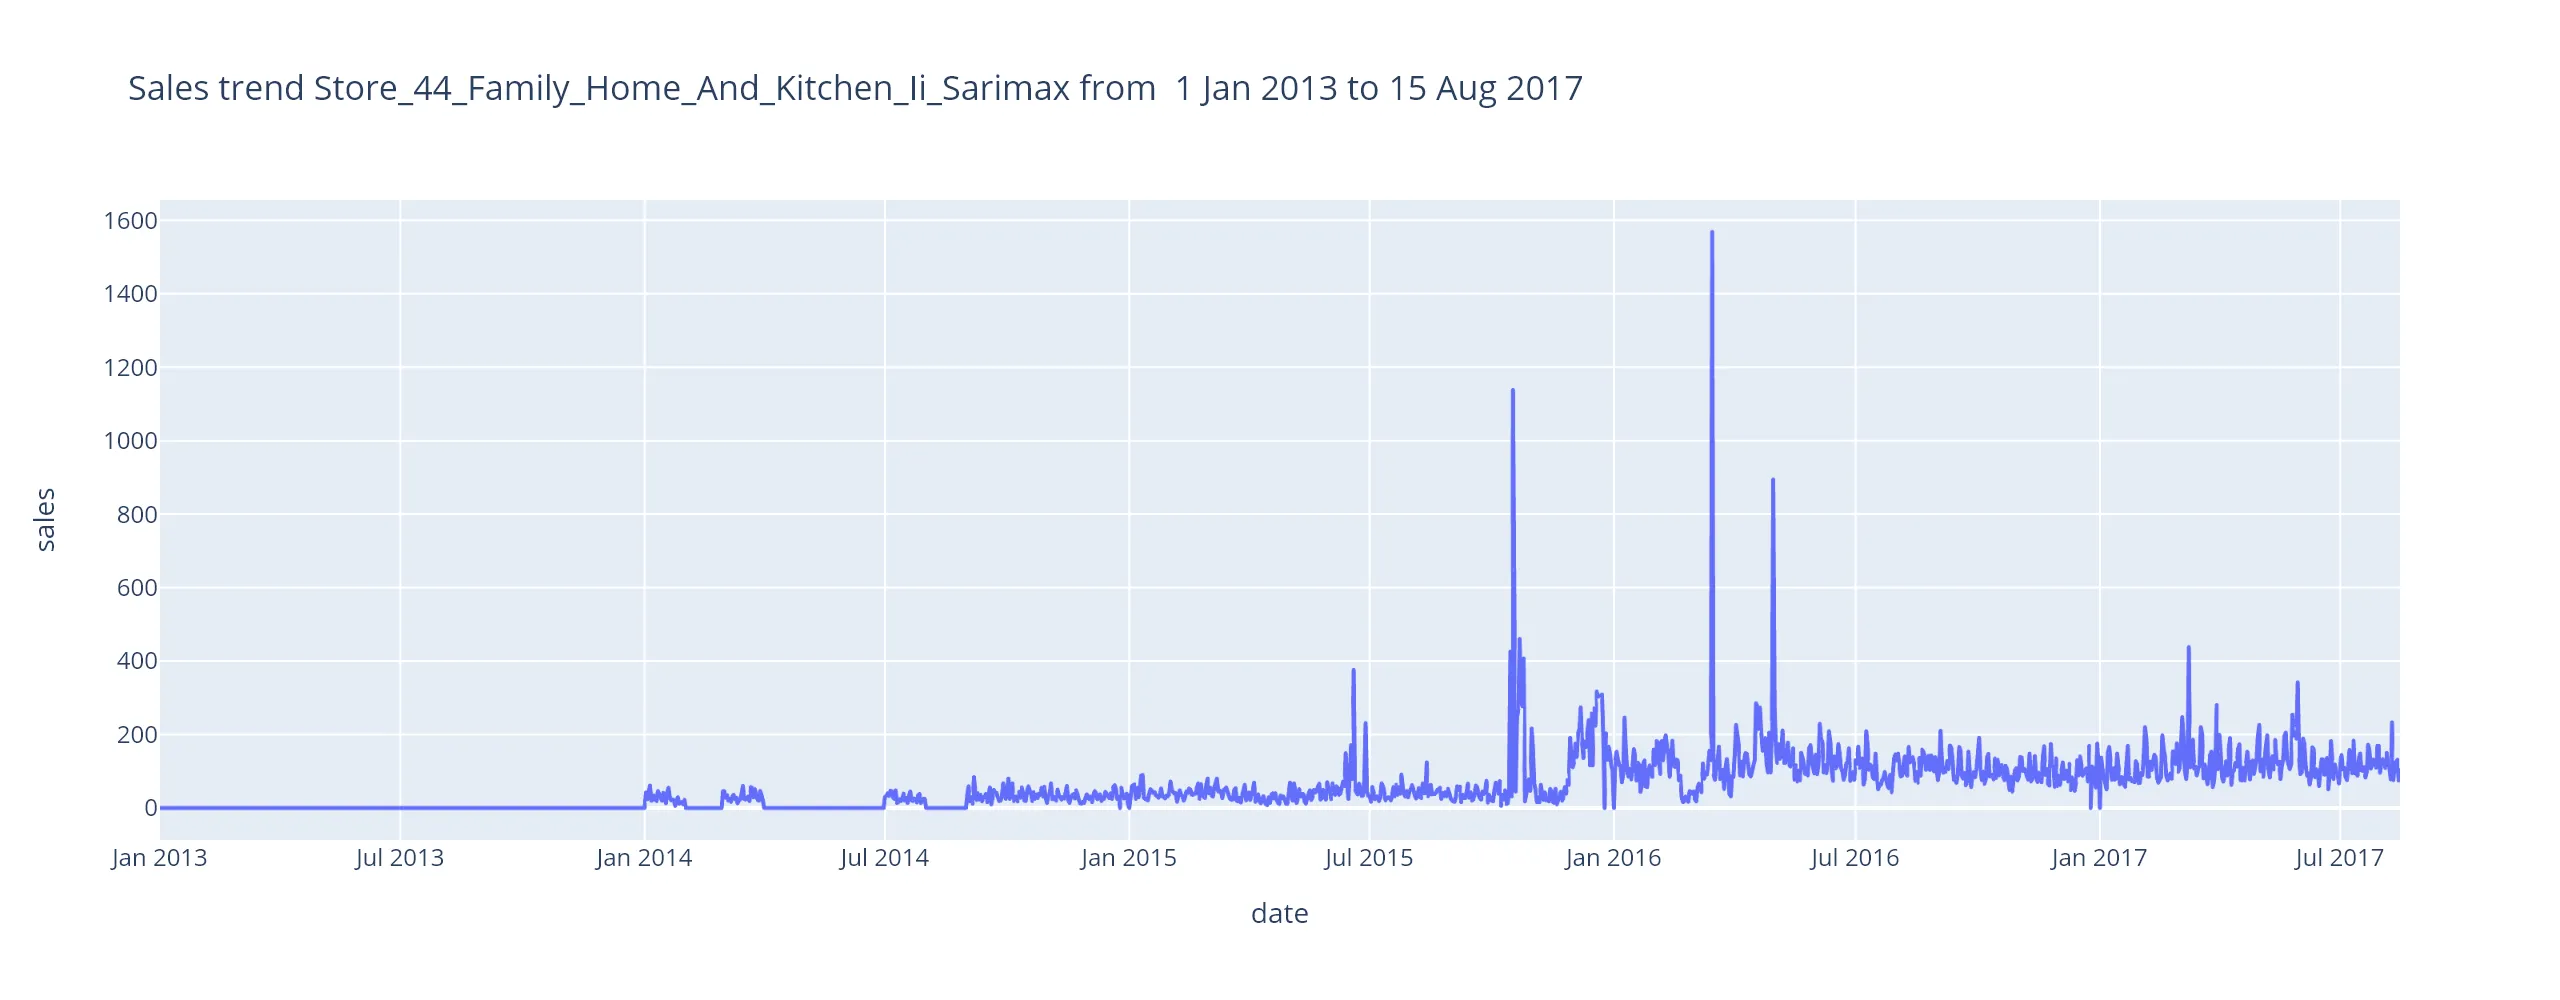 Sales trend Store_44_Family_Home_And_Kitchen_Ii_Sarimax from  1 Jan 2013 to 15 Aug 2017
1600
1400
1200
1000
800
600
400
200
0
sales
Jan 2013 Jul 2013 Jan 2014 Jul 2014 Jan 2015 Jul 2015 Jan 2016 Jul 2016 Jan 2017 Jul 2017
date